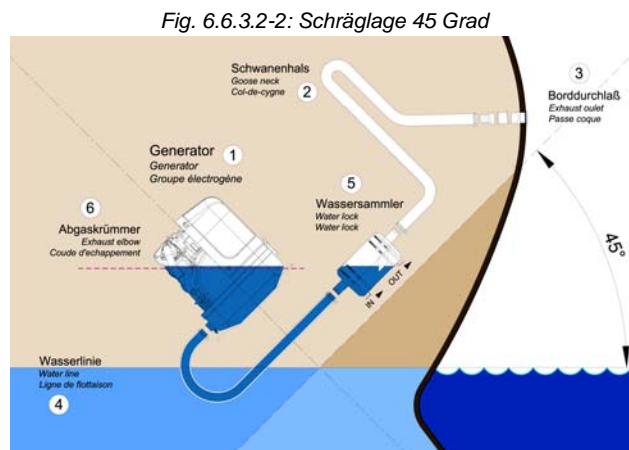 Fig. 6.6.3.2-2: Schräglage 45 Grad
Schwanenhals
Goose neck
Col-de-cygne
2
3
Borddurchlaß
Exhaust oulet
Passe coque
Generator
Generator
Groupe électrogène
1
5
Wassersammler
Water lock
Water lock
6
Abgaskrümmer
Exhaust elbow
Coude d'echappement
IN
OUT
45°
Wasserlinie
Water line
Ligne de flottaison
4